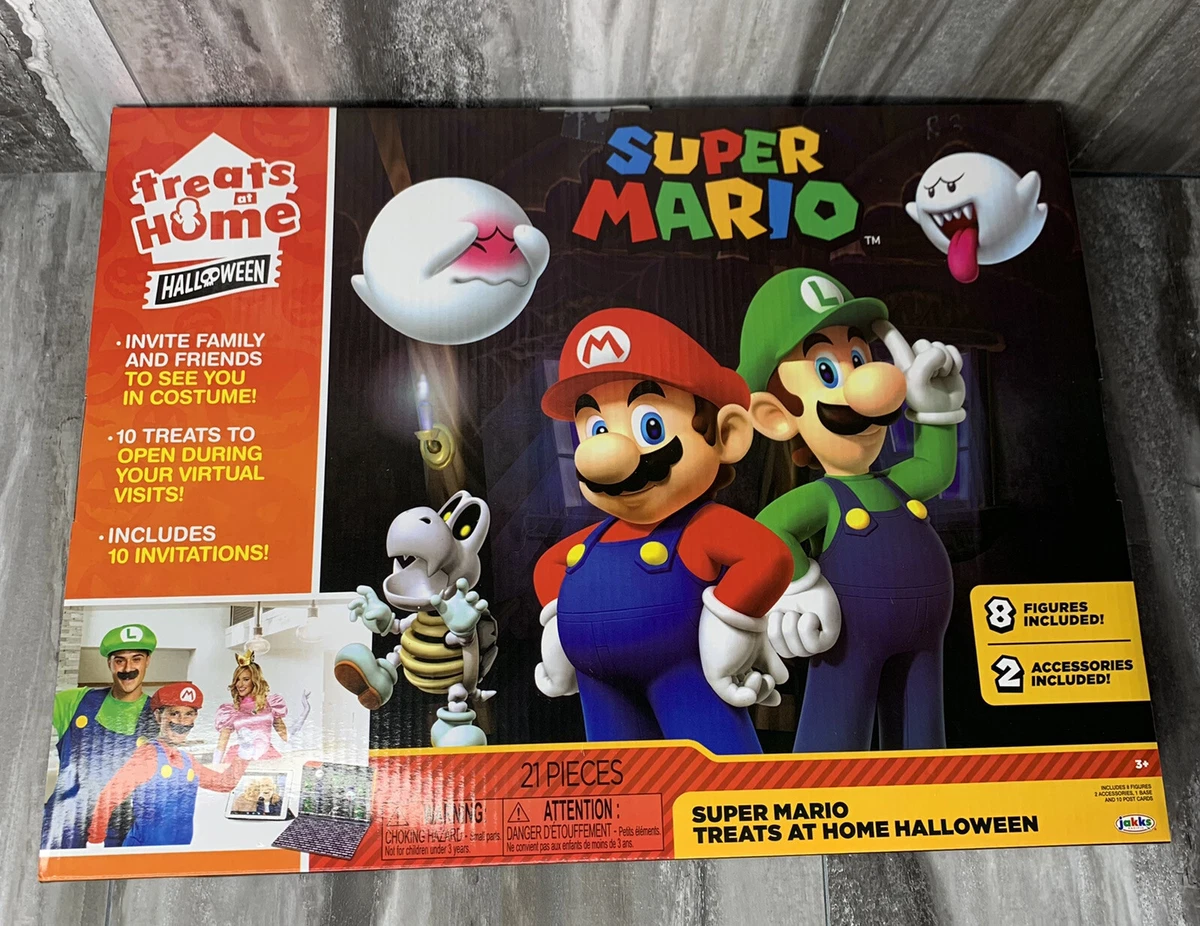 treats
at
Home
HALLOWEEN
• INVITE FAMILY
AND FRIENDS
TO SEE YOU
IN COSTUME!
• 10 TREATS TO
OPEN DURING
YOUR VIRTUAL
VISITS!
• INCLUDES
10 INVITATIONS!
SUPER
MARIO™
M
L
8 FIGURES
INCLUDED!
2 ACCESSORIES
INCLUDED!
L
M
21 PIECES
WARNING
CHOKING HAZARD - Small parts.
Not for children under 3 years.
ATTENTION :
DANGER D'ÉTOUFFEMENT - Petits éléments.
Ne convient pas aux enfants de moins de 3 ans.
SUPER MARIO
TREATS AT HOME HALLOWEEN
3+
INCLUDES 8 FIGURES
2 ACCESSORIES, 1 BASE
AND 10 POST CARDS
jakks